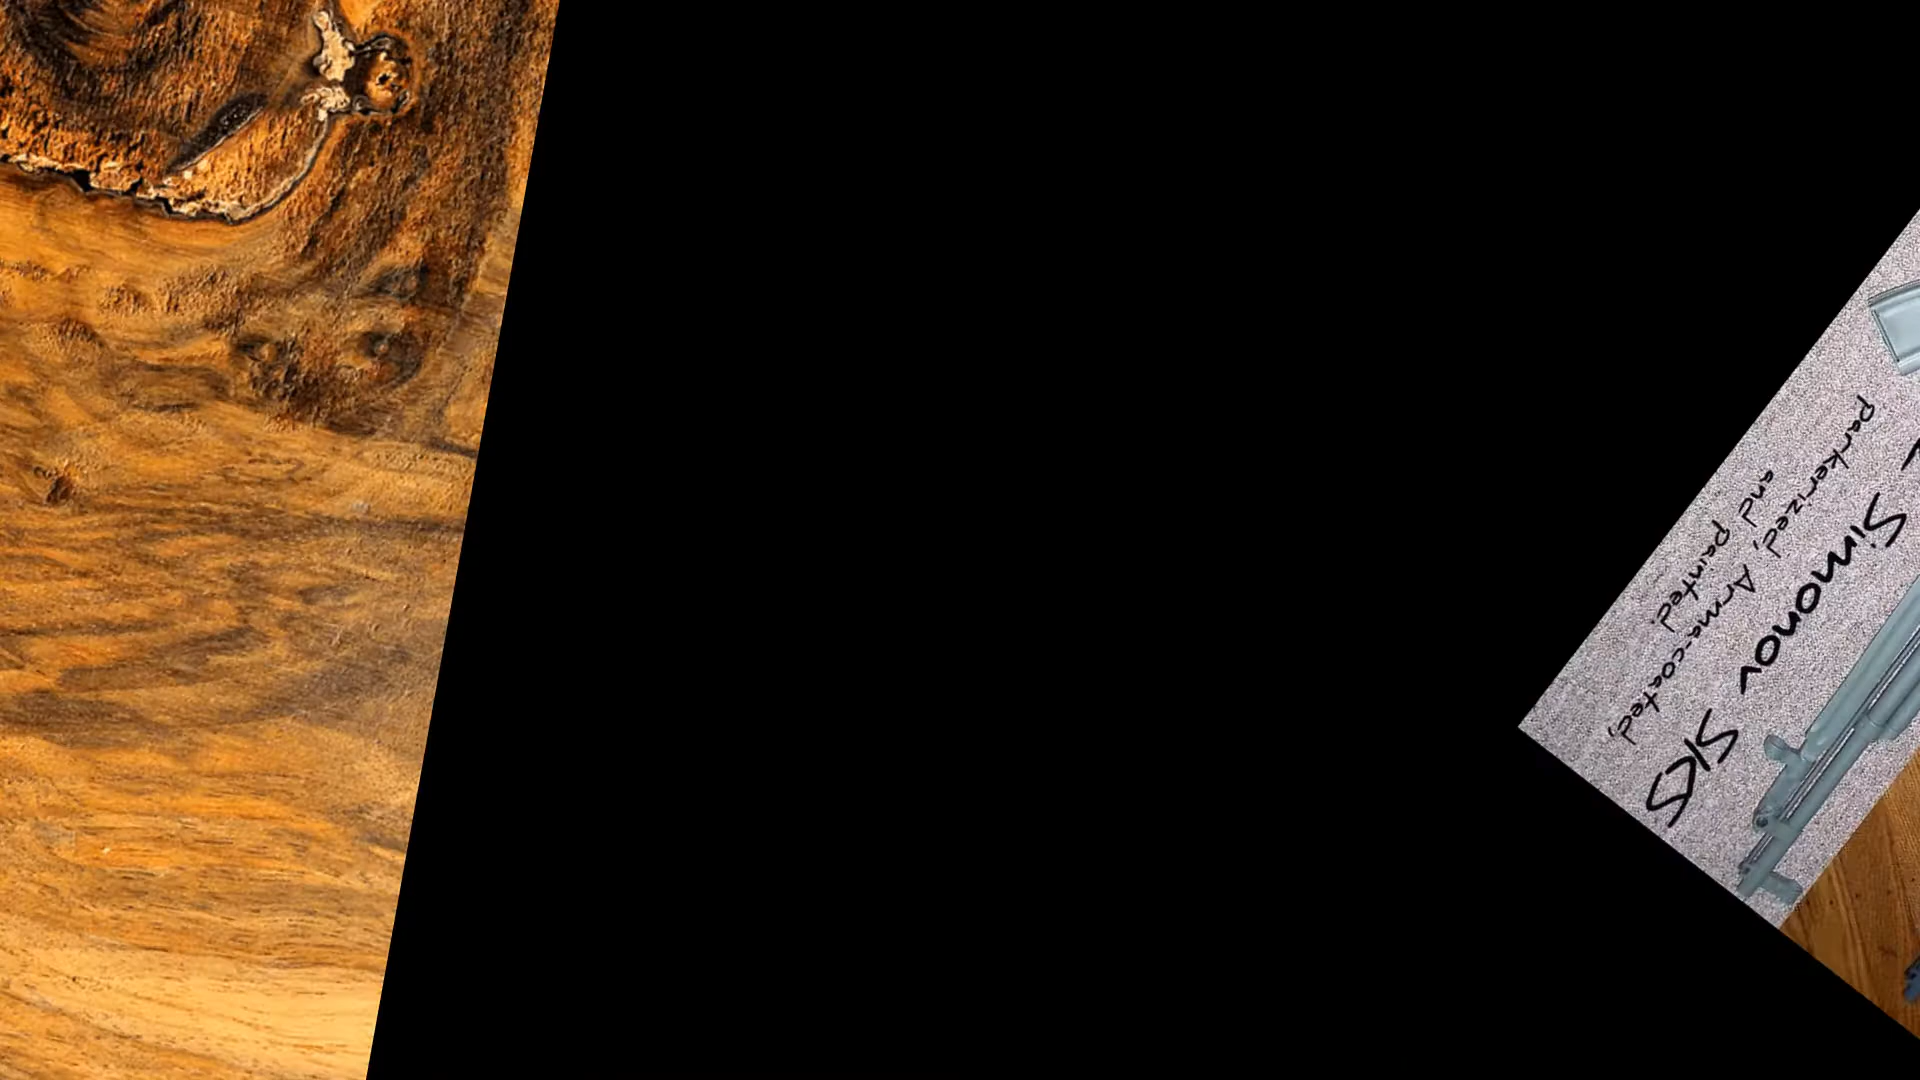 Simonov SKS
parkerized, Arma-coated,
and painted.